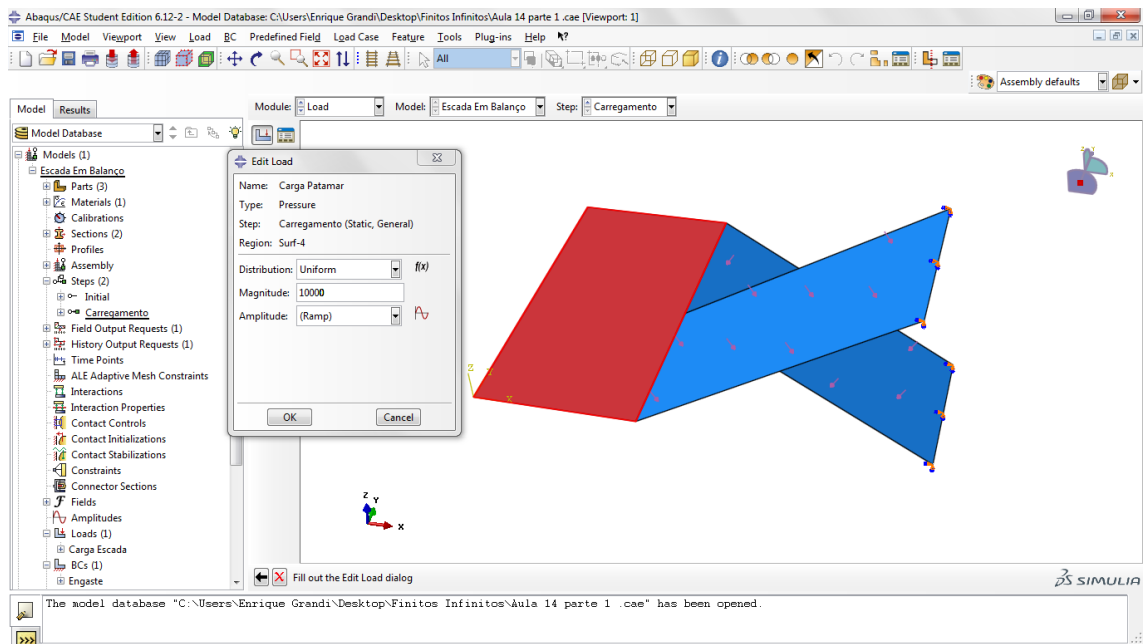 Abaqus/CAE Student Edition 6.12-2 - Model Database: C:\Users\Enrique Grandi\Desktop\Finitos Infinitos\Aula 14 parte 1 .cae [Viewport: 1]
File Model Viewport View Load BC Predefined Field Load Case Feature Tools Plug-ins Help
All
Assembly defaults
Model Results
Module: Load Model: Escada Em Balanço Step: Carregamento
Model Database
Models (1)
Escada Em Balanço
Parts (3)
Materials (1)
Calibrations
Sections (2)
Profiles
Assembly
Steps (2)
Initial
Carregamento
Field Output Requests (1)
History Output Requests (1)
Time Points
ALE Adaptive Mesh Constraints
Interactions
Interaction Properties
Contact Controls
Contact Initializations
Contact Stabilizations
Constraints
Connector Sections
Fields
Amplitudes
Loads (1)
Carga Escada
BCs (1)
Engaste
Edit Load
Name: Carga Patamar
Type: Pressure
Step: Carregamento (Static, General)
Region: Surf-4
Distribution: Uniform f(x)
Magnitude: 10000
Amplitude: (Ramp)
OK Cancel
Z
Y
X
Z
Y
X
Fill out the Edit Load dialog
SIMULIA
The model database "C:\Users\Enrique Grandi\Desktop\Finitos Infinitos\Aula 14 parte 1 .cae" has been opened.
>>>